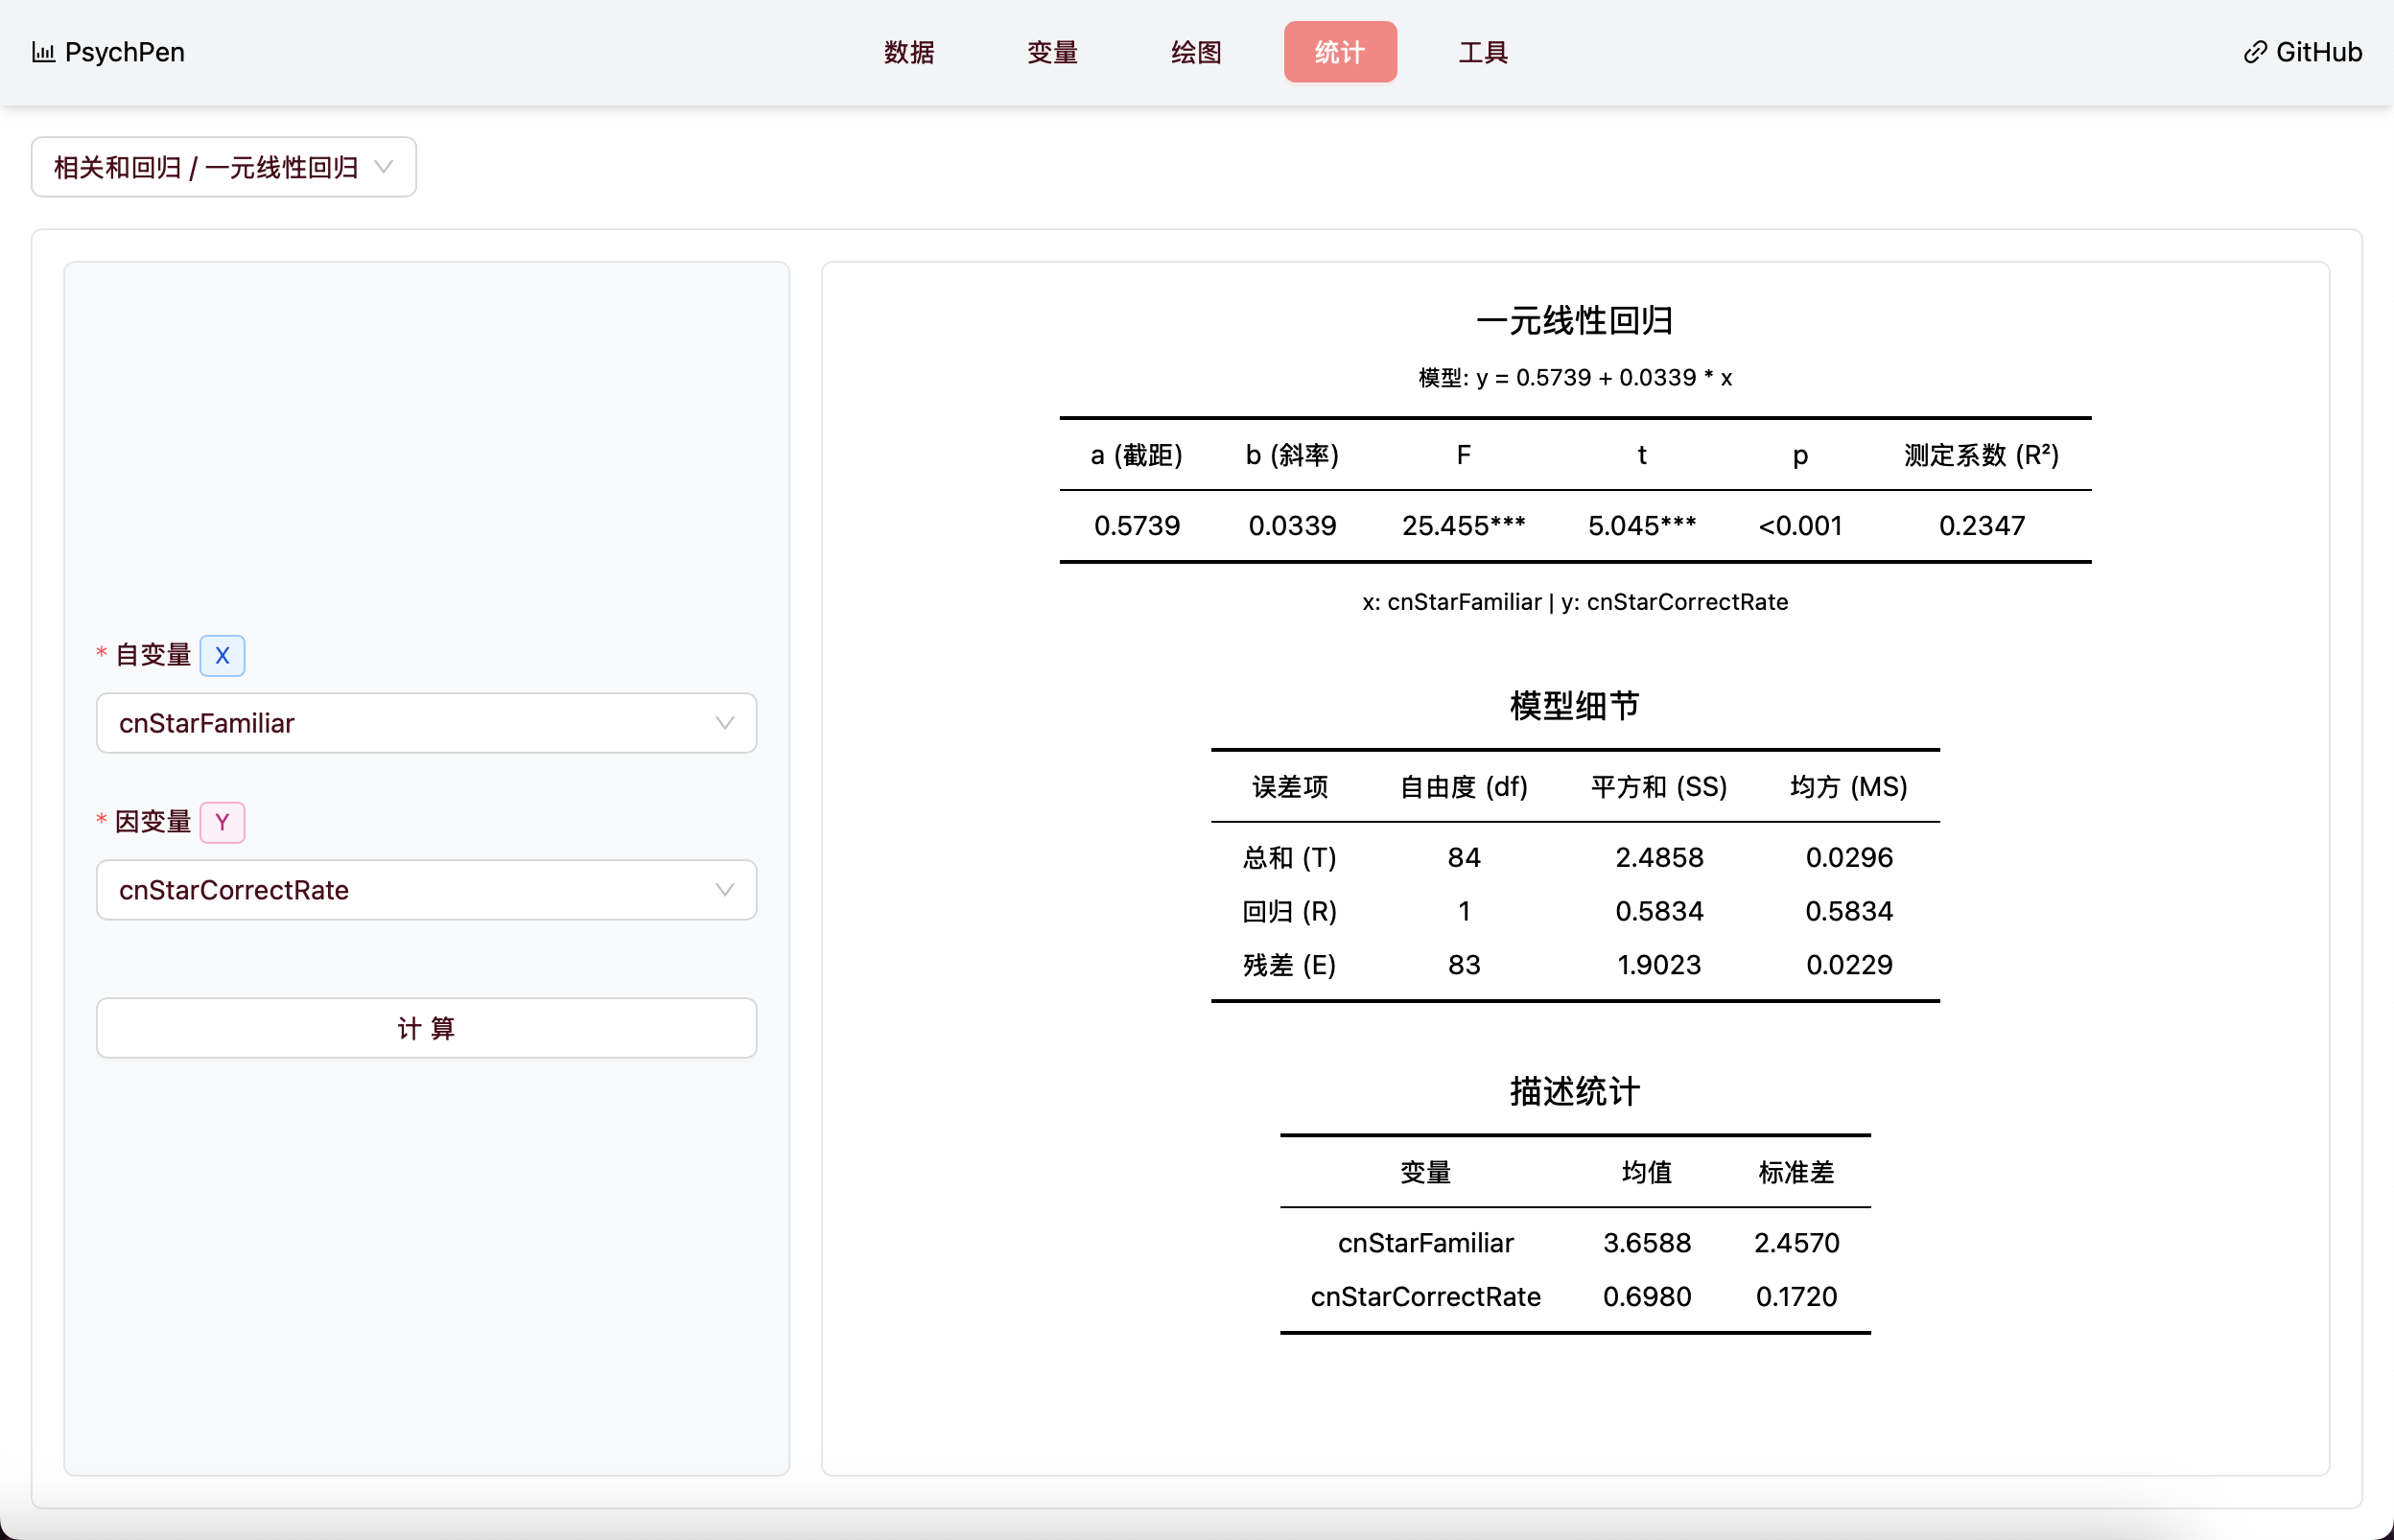 PsychPen 数据 变量 绘图 统计 工具 GitHub
相关和回归 / 一元线性回归
* 自变量 X
cnStarFamiliar
* 因变量 Y
cnStarCorrectRate
计 算
一元线性回归
模型: y = 0.5739 + 0.0339 * x
a (截距) b (斜率) F t p 测定系数 (R²)
0.5739 0.0339 25.455*** 5.045*** <0.001 0.2347
x: cnStarFamiliar | y: cnStarCorrectRate
模型细节
误差项 自由度 (df) 平方和 (SS) 均方 (MS)
总和 (T) 84 2.4858 0.0296
回归 (R) 1 0.5834 0.5834
残差 (E) 83 1.9023 0.0229
描述统计
变量 均值 标准差
cnStarFamiliar 3.6588 2.4570
cnStarCorrectRate 0.6980 0.1720